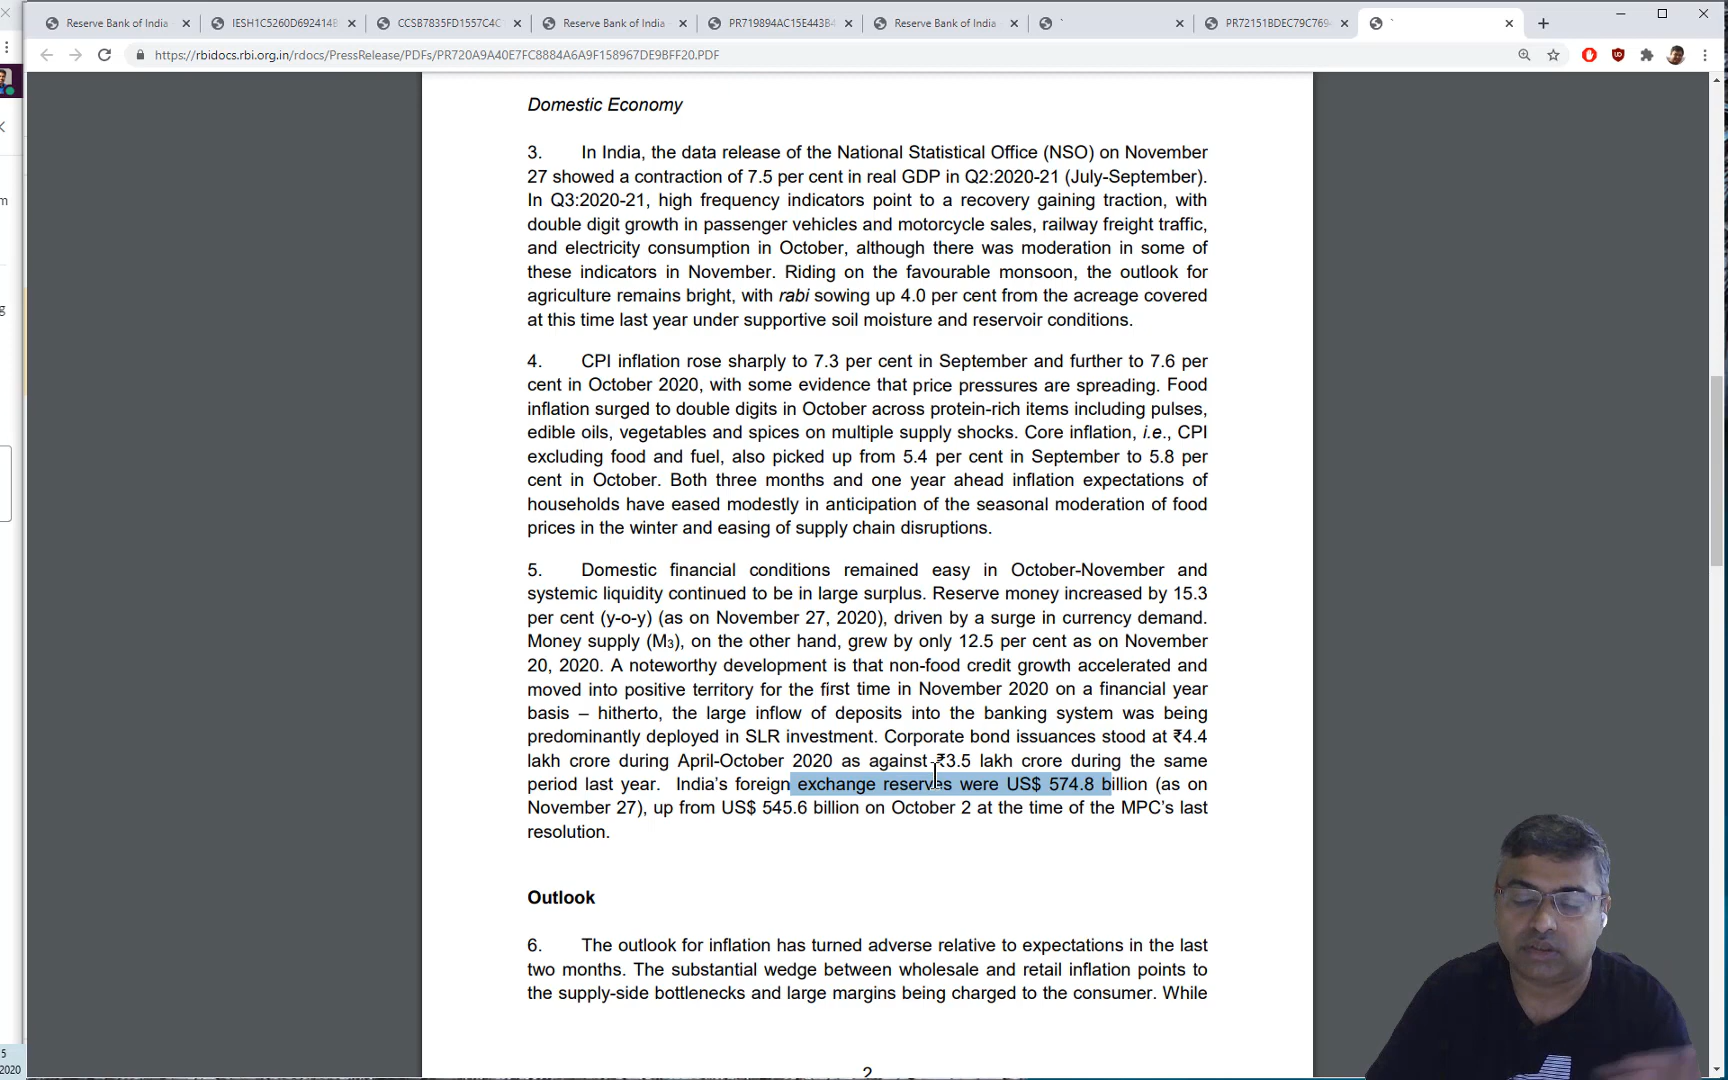 Reserve Bank of India -
IESH1C5260D692414B
CCSB7835FD1557C4C
Reserve Bank of India -
PR719894AC15E443B4
Reserve Bank of India -
`
PR72151BDEC79C769
`
https://rbidocs.rbi.org.in/rdocs/PressRelease/PDFs/PR720A9A40E7FC8884A6A9F158967DE9BFF20.PDF
Domestic Economy
3. In India, the data release of the National Statistical Office (NSO) on November
27 showed a contraction of 7.5 per cent in real GDP in Q2:2020-21 (July-September).
In Q3:2020-21, high frequency indicators point to a recovery gaining traction, with
double digit growth in passenger vehicles and motorcycle sales, railway freight traffic,
and electricity consumption in October, although there was moderation in some of
these indicators in November. Riding on the favourable monsoon, the outlook for
agriculture remains bright, with rabi sowing up 4.0 per cent from the acreage covered
at this time last year under supportive soil moisture and reservoir conditions.
4. CPI inflation rose sharply to 7.3 per cent in September and further to 7.6 per
cent in October 2020, with some evidence that price pressures are spreading. Food
inflation surged to double digits in October across protein-rich items including pulses,
edible oils, vegetables and spices on multiple supply shocks. Core inflation, i.e., CPI
excluding food and fuel, also picked up from 5.4 per cent in September to 5.8 per
cent in October. Both three months and one year ahead inflation expectations of
households have eased modestly in anticipation of the seasonal moderation of food
prices in the winter and easing of supply chain disruptions.
5. Domestic financial conditions remained easy in October-November and
systemic liquidity continued to be in large surplus. Reserve money increased by 15.3
per cent (y-o-y) (as on November 27, 2020), driven by a surge in currency demand.
Money supply (M3), on the other hand, grew by only 12.5 per cent as on November
20, 2020. A noteworthy development is that non-food credit growth accelerated and
moved into positive territory for the first time in November 2020 on a financial year
basis – hitherto, the large inflow of deposits into the banking system was being
predominantly deployed in SLR investment. Corporate bond issuances stood at ₹4.4
lakh crore during April-October 2020 as against ₹3.5 lakh crore during the same
period last year. India's foreign exchange reserves were US$ 574.8 billion (as on
November 27), up from US$ 545.6 billion on October 2 at the time of the MPC's last
resolution.
Outlook
6. The outlook for inflation has turned adverse relative to expectations in the last
two months. The substantial wedge between wholesale and retail inflation points to
the supply-side bottlenecks and large margins being charged to the consumer. While
2
5
2020